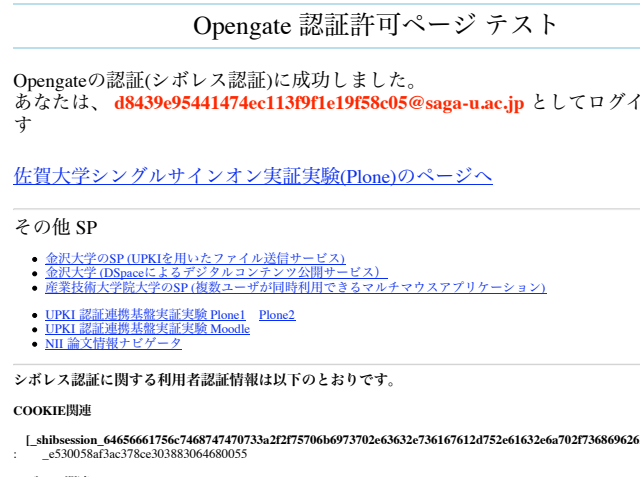 Opengate 認証許可ページ テスト
Opengateの認証(シボレス認証)に成功しました。
あなたは、 d8439e95441474ec113f9f1e19f58c05@saga-u.ac.jp としてログイ
す
佐賀大学シングルサインオン実証実験(Plone)のページへ
その他 SP
金沢大学のSP (UPKIを用いたファイル送信サービス)
金沢大学 (DSpaceによるデジタルコンテンツ公開サービス）
産業技術大学院大学のSP (複数ユーザが同時利用できるマルチマウスアプリケーション)
UPKI 認証連携基盤実証実験 Plone1 Plone2
UPKI 認証連携基盤実証実験 Moodle
NII 論文情報ナビゲータ
シボレス認証に関する利用者認証情報は以下のとおりです。
COOKIE関連
[_shibsession_64656661756c7468747470733a2f2f75706b6973702e63632e736167612d752e61632e6a702f736869626
: _e530058af3ac378ce303883064680055